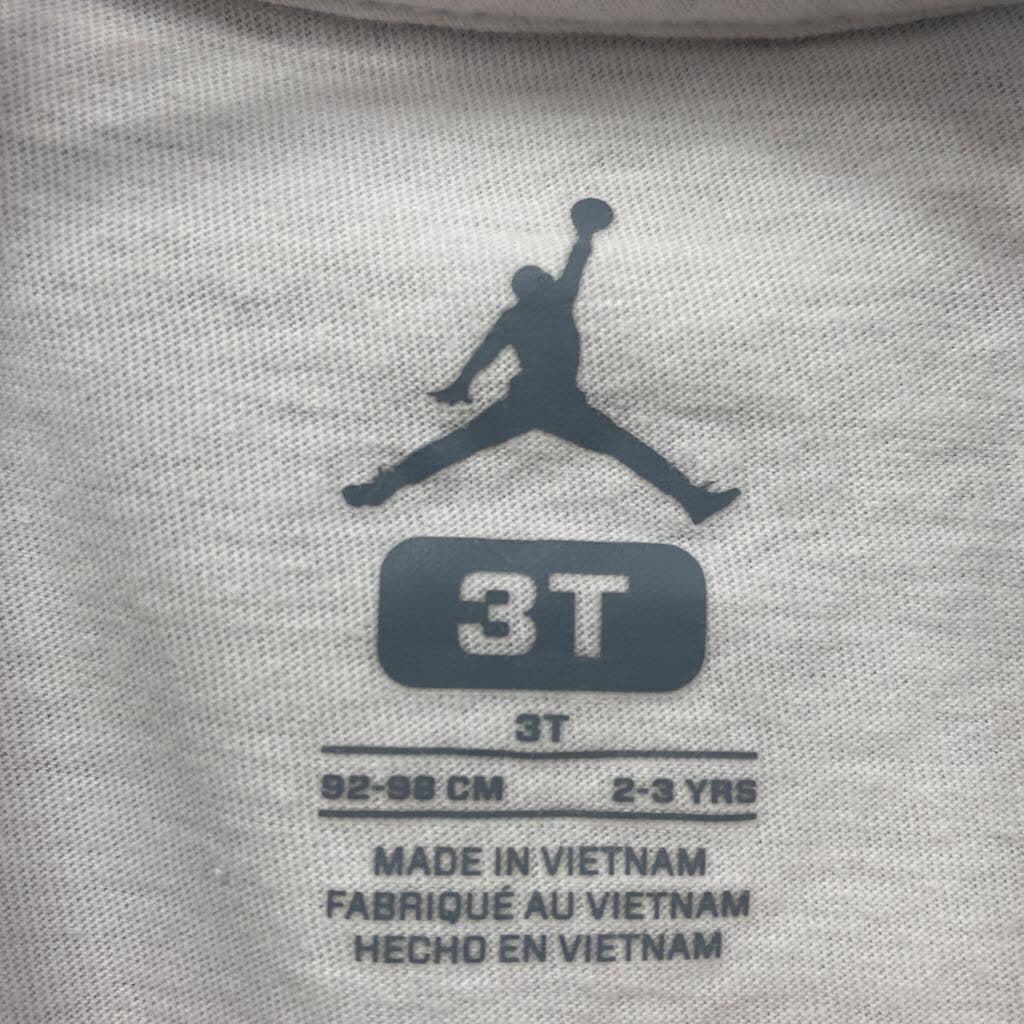 3T
3T
92-98 CM 2-3 YRS
MADE IN VIETNAM
FABRIQUÉ AU VIETNAM
HECHO EN VIETNAM